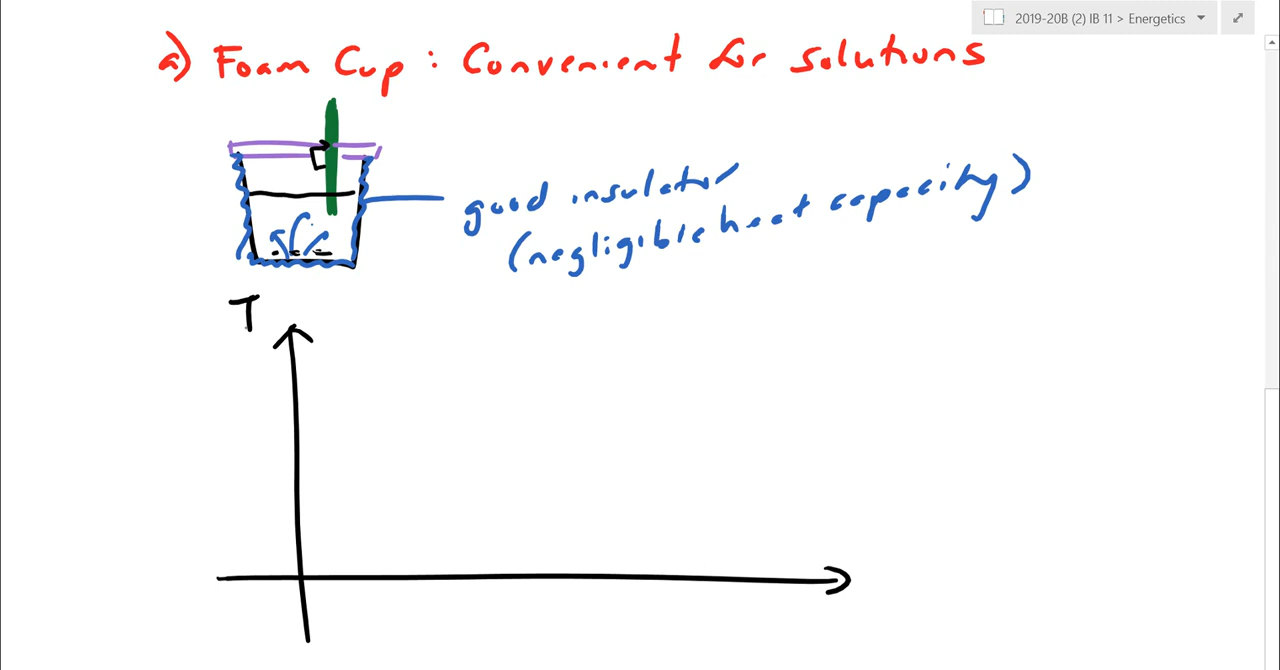 2019-20B (2) IB 11 > Energetics
a) Foam Cup : Convenient for solutions
good insulator
(negligible heat capacity)
T